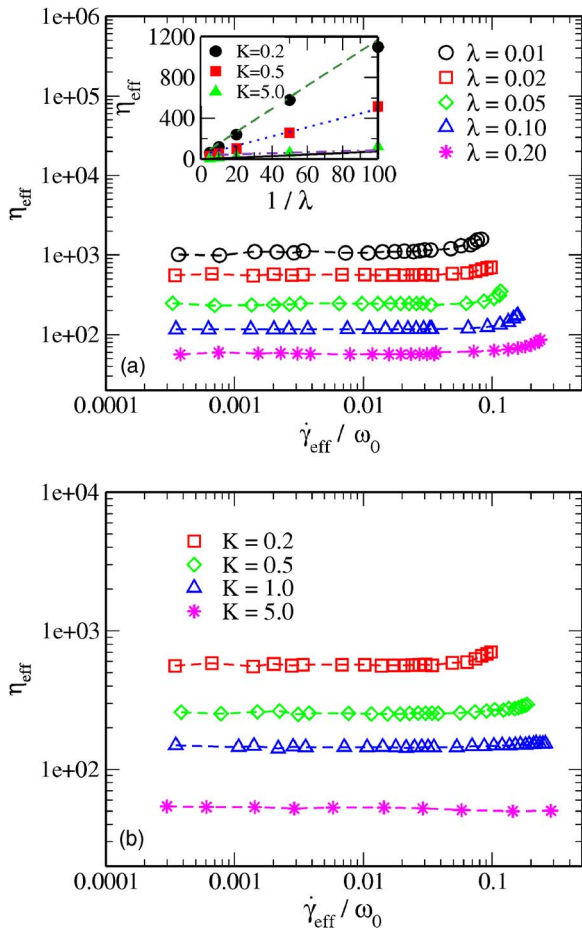 1e+06
1e+05
1e+04
1e+03
1e+02
η_eff
1200
800
400
0
η_eff
K=0.2
K=0.5
K=5.0
0 20 40 60 80 100
1 / λ
λ = 0.01
λ = 0.02
λ = 0.05
λ = 0.10
λ = 0.20
(a)
0.0001 0.001 0.01 0.1
γ̇_eff / ω_0
1e+04
1e+03
1e+02
η_eff
K = 0.2
K = 0.5
K = 1.0
K = 5.0
(b)
0.0001 0.001 0.01 0.1
γ̇_eff / ω_0